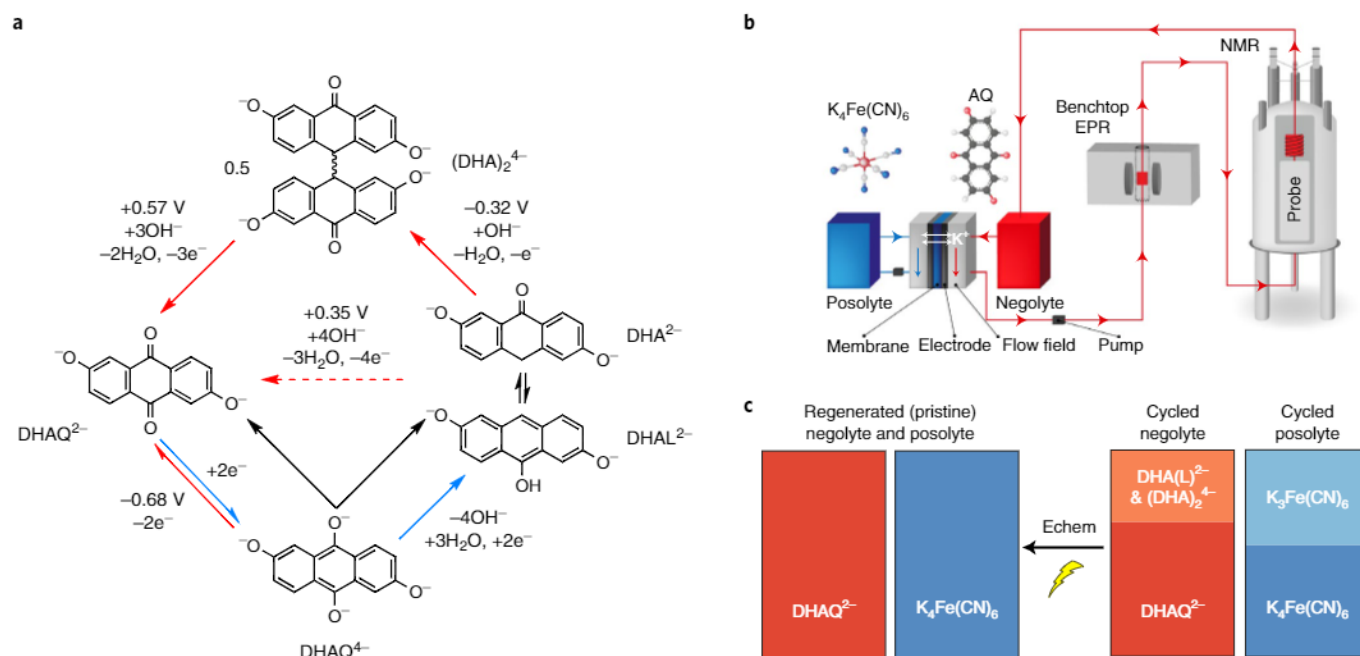 a
O
⁻O
O⁻
0.5
(DHA)₂⁴⁻
⁻O
O⁻
O
+0.57 V
+3OH⁻
−2H₂O, −3e⁻
−0.32 V
+OH⁻
−H₂O, −e⁻
O
⁻O
O⁻
DHA²⁻
+0.35 V
+4OH⁻
−3H₂O, −4e⁻
O
⁻O
O⁻
O
DHAQ²⁻
⁻O
O⁻
OH
DHAL²⁻
+2e⁻
−0.68 V
−2e⁻
−4OH⁻
+3H₂O, +2e⁻
O⁻
⁻O
O⁻
O⁻
DHAQ⁴⁻
b
NMR
AQ
K₄Fe(CN)₆
Benchtop
EPR
Probe
K⁺
Posolyte
Negolyte
Membrane
Electrode
Flow field
Pump
c
Regenerated (pristine)
negolyte and posolyte
Cycled
negolyte
Cycled
posolyte
DHA(L)²⁻
& (DHA)₂⁴⁻
K₃Fe(CN)₆
Echem
DHAQ²⁻
K₄Fe(CN)₆
DHAQ²⁻
K₄Fe(CN)₆